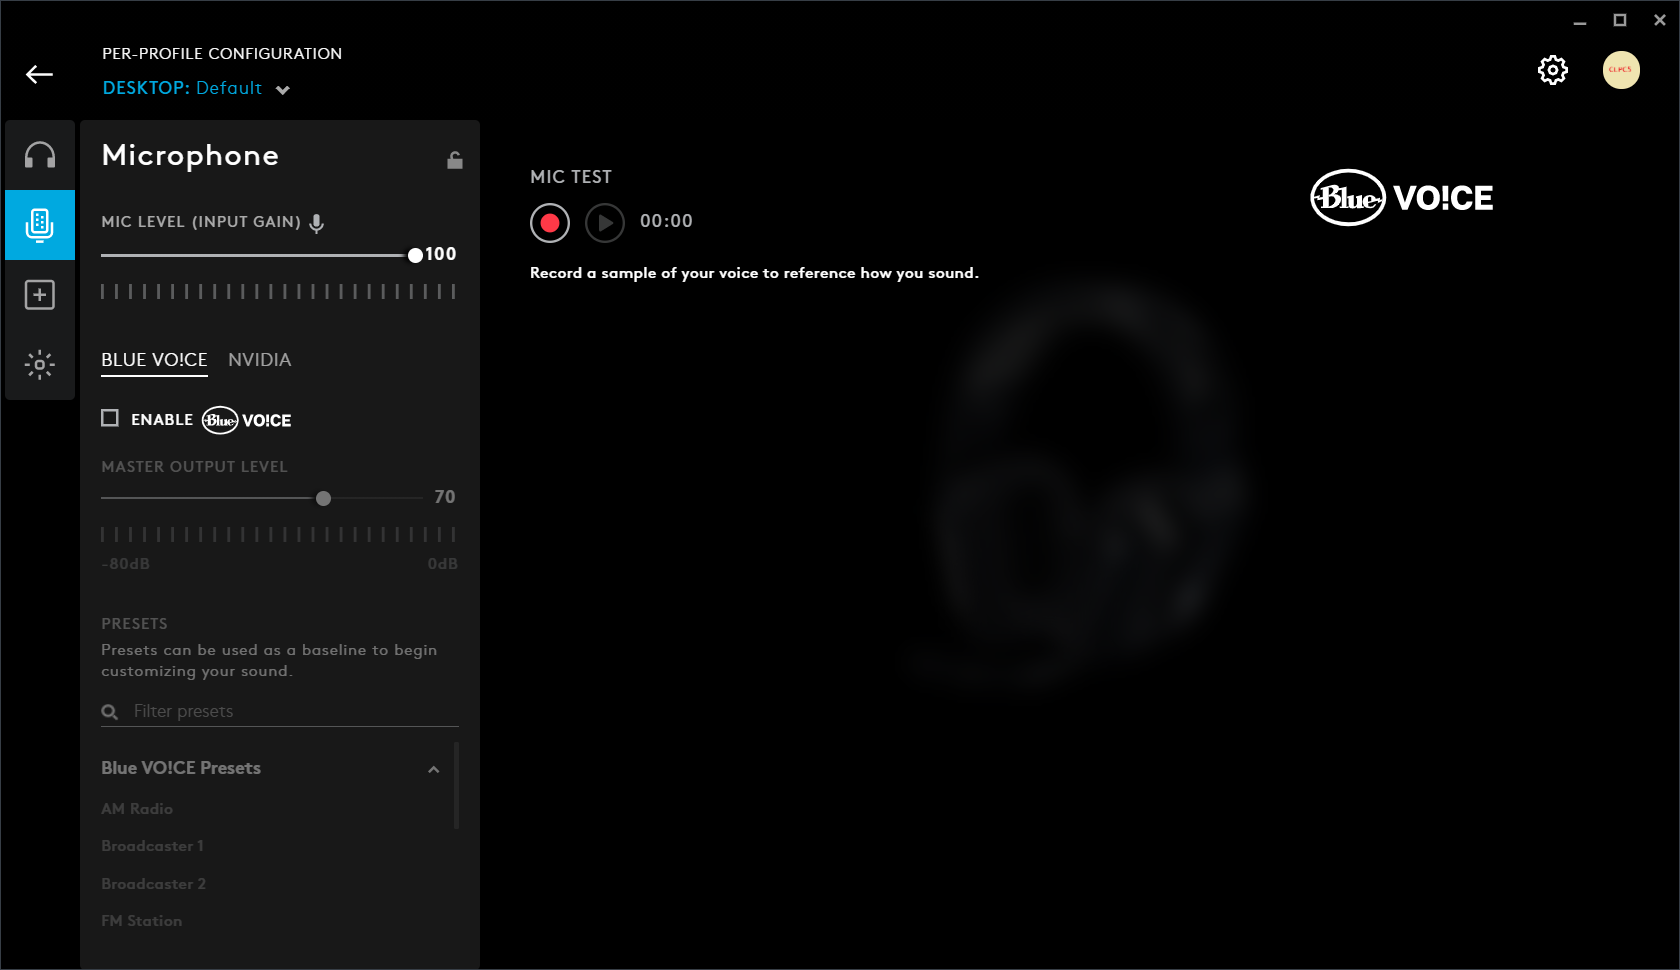 PER-PROFILE CONFIGURATION
DESKTOP: Default
CLPCS
Microphone
MIC LEVEL (INPUT GAIN)
100
BLUE VO!CE NVIDIA
ENABLE Blue VO!CE
MASTER OUTPUT LEVEL
70
-80dB 0dB
PRESETS
Presets can be used as a baseline to begin
customizing your sound.
Filter presets
Blue VO!CE Presets
AM Radio
Broadcaster 1
Broadcaster 2
FM Station
MIC TEST
00:00
Record a sample of your voice to reference how you sound.
Blue VO!CE